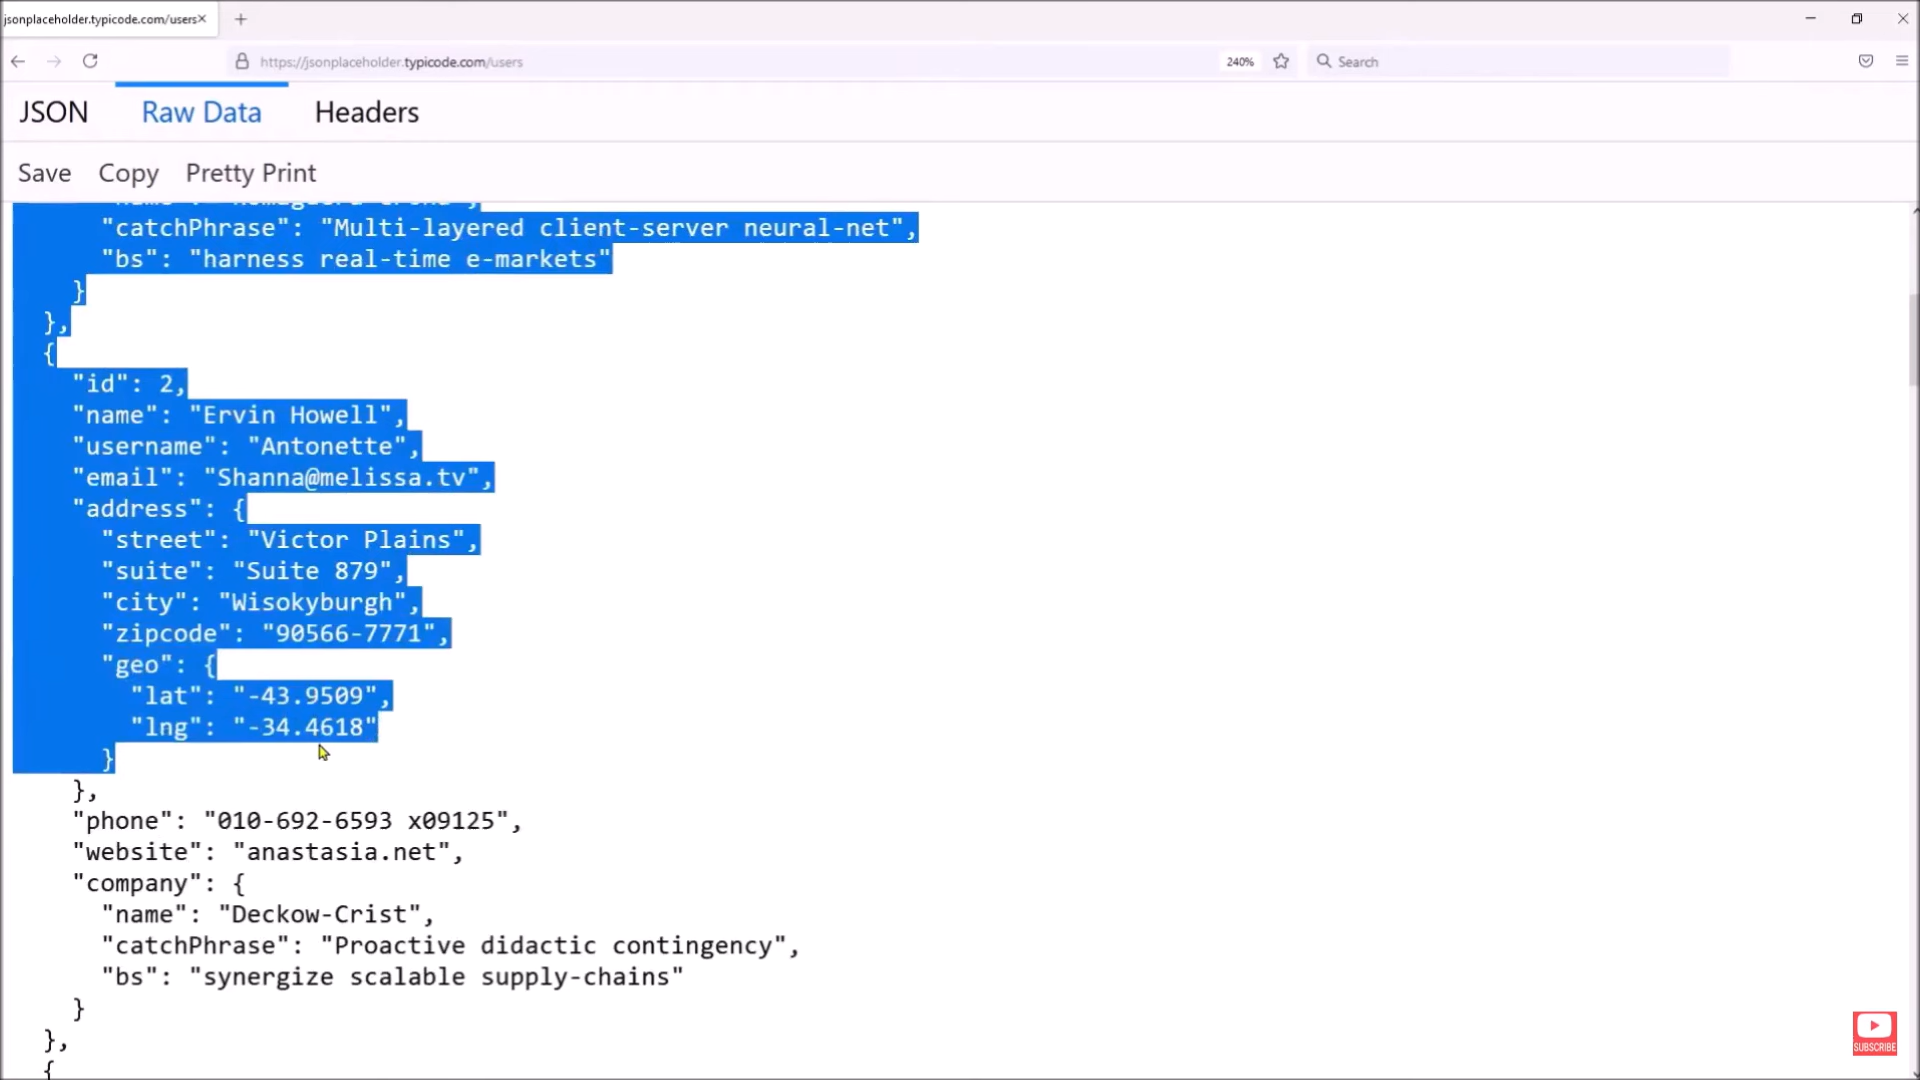 jsonplaceholder.typicode.com/users
https://jsonplaceholder.typicode.com/users
240%
Search
JSON Raw Data Headers
Save Copy Pretty Print
"catchPhrase": "Multi-layered client-server neural-net",
"bs": "harness real-time e-markets"
}
},
{
"id": 2,
"name": "Ervin Howell",
"username": "Antonette",
"email": "Shanna@melissa.tv",
"address": {
"street": "Victor Plains",
"suite": "Suite 879",
"city": "Wisokyburgh",
"zipcode": "90566-7771",
"geo": {
"lat": "-43.9509",
"lng": "-34.4618"
}
},
"phone": "010-692-6593 x09125",
"website": "anastasia.net",
"company": {
"name": "Deckow-Crist",
"catchPhrase": "Proactive didactic contingency",
"bs": "synergize scalable supply-chains"
}
},
{
SUBSCRIBE